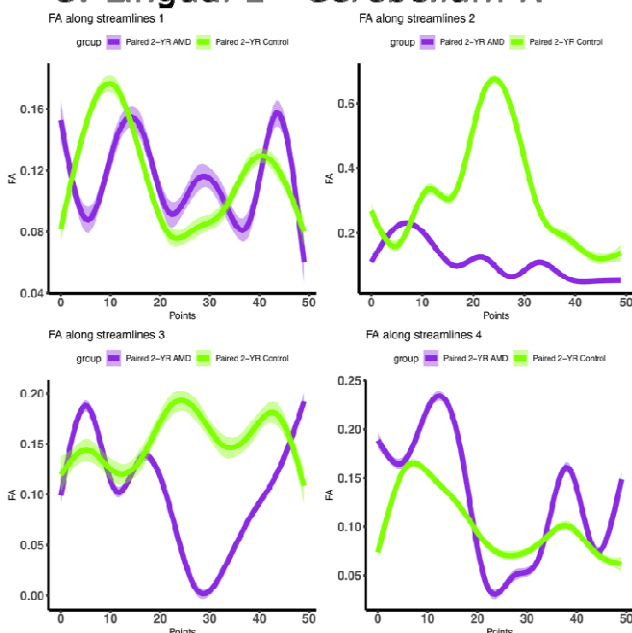 FA along streamlines 1
FA along streamlines 2
group Paired 2-YR AMD Paired 2-YR Control
group Paired 2-YR AMD Paired 2-YR Control
FA
0.16
0.12
0.08
0.04
0 10 20 30 40 50
Points
FA
0.6
0.4
0.2
0 10 20 30 40 50
Points
FA along streamlines 3
FA along streamlines 4
group Paired 2-YR AMD Paired 2-YR Control
group Paired 2-YR AMD Paired 2-YR Control
FA
0.20
0.15
0.10
0.05
0.00
0 10 20 30 40 50
Points
FA
0.25
0.20
0.15
0.10
0.05
0 10 20 30 40 50
Points